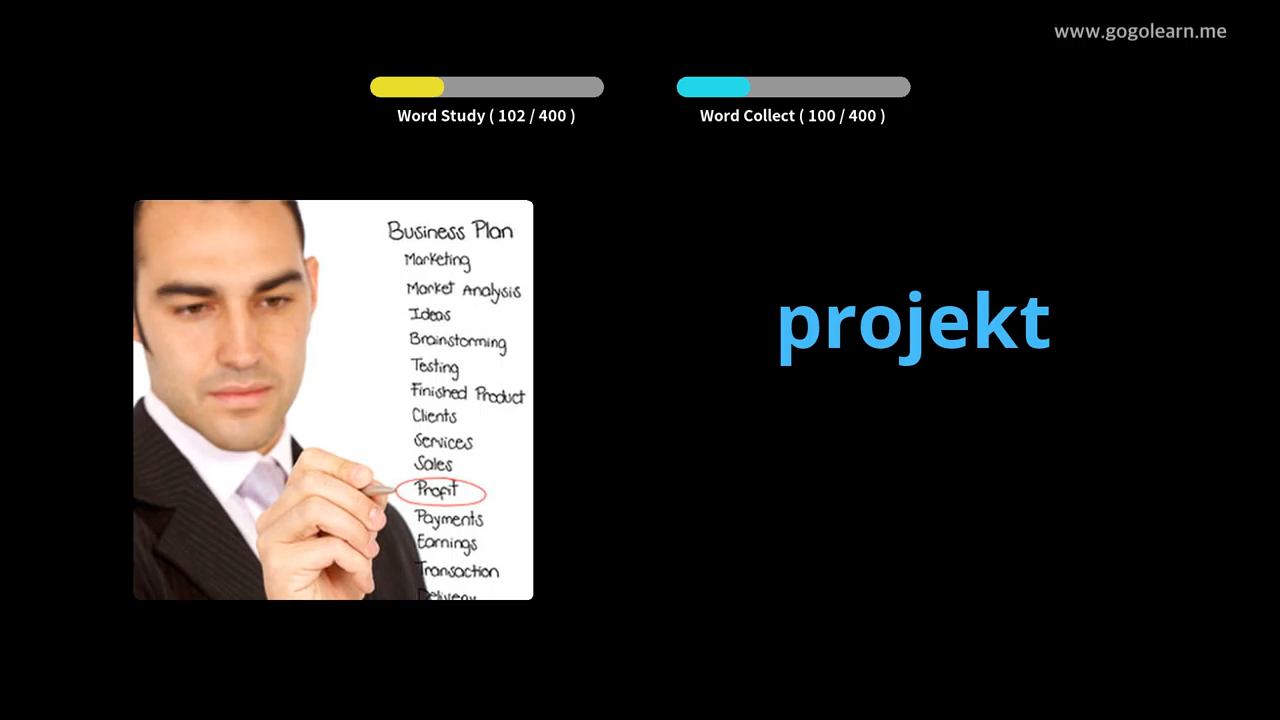 www.gogolearn.me
Word Study ( 102 / 400 )
Word Collect ( 100 / 400 )
Business Plan
Marketing
Market Analysis
Ideas
Brainstorming
Testing
Finished Product
Clients
Services
Sales
Profit
Payments
Earnings
Transaction
Delivery
projekt